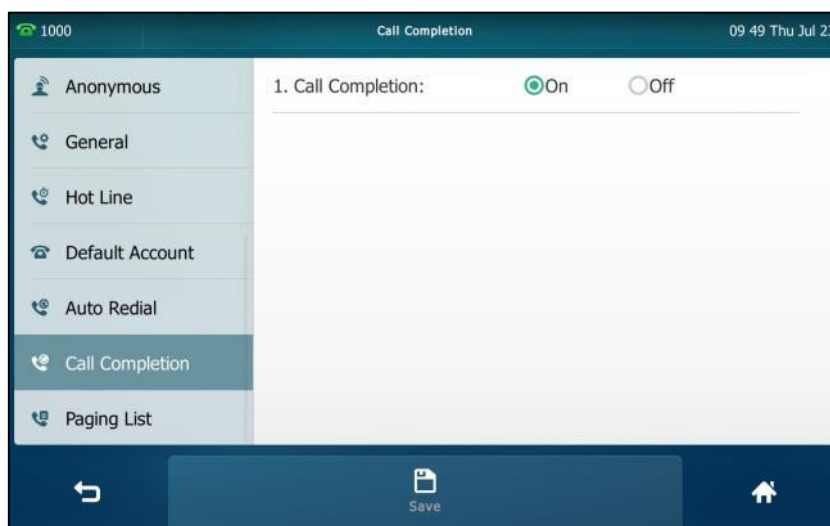 1000
Call Completion
09 49 Thu Jul
Anonymous
General
Hot Line
Default Account
Auto Redial
Call Completion
Paging List
1. Call Completion: On Off
Save